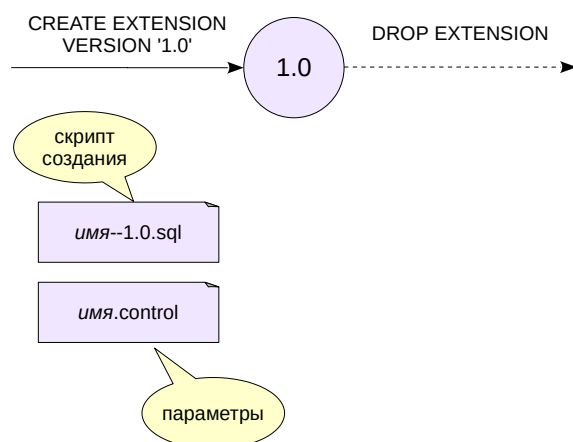 CREATE EXTENSION
VERSION '1.0'
DROP EXTENSION
1.0
скрипт
создания
имя--1.0.sql
имя.control
параметры